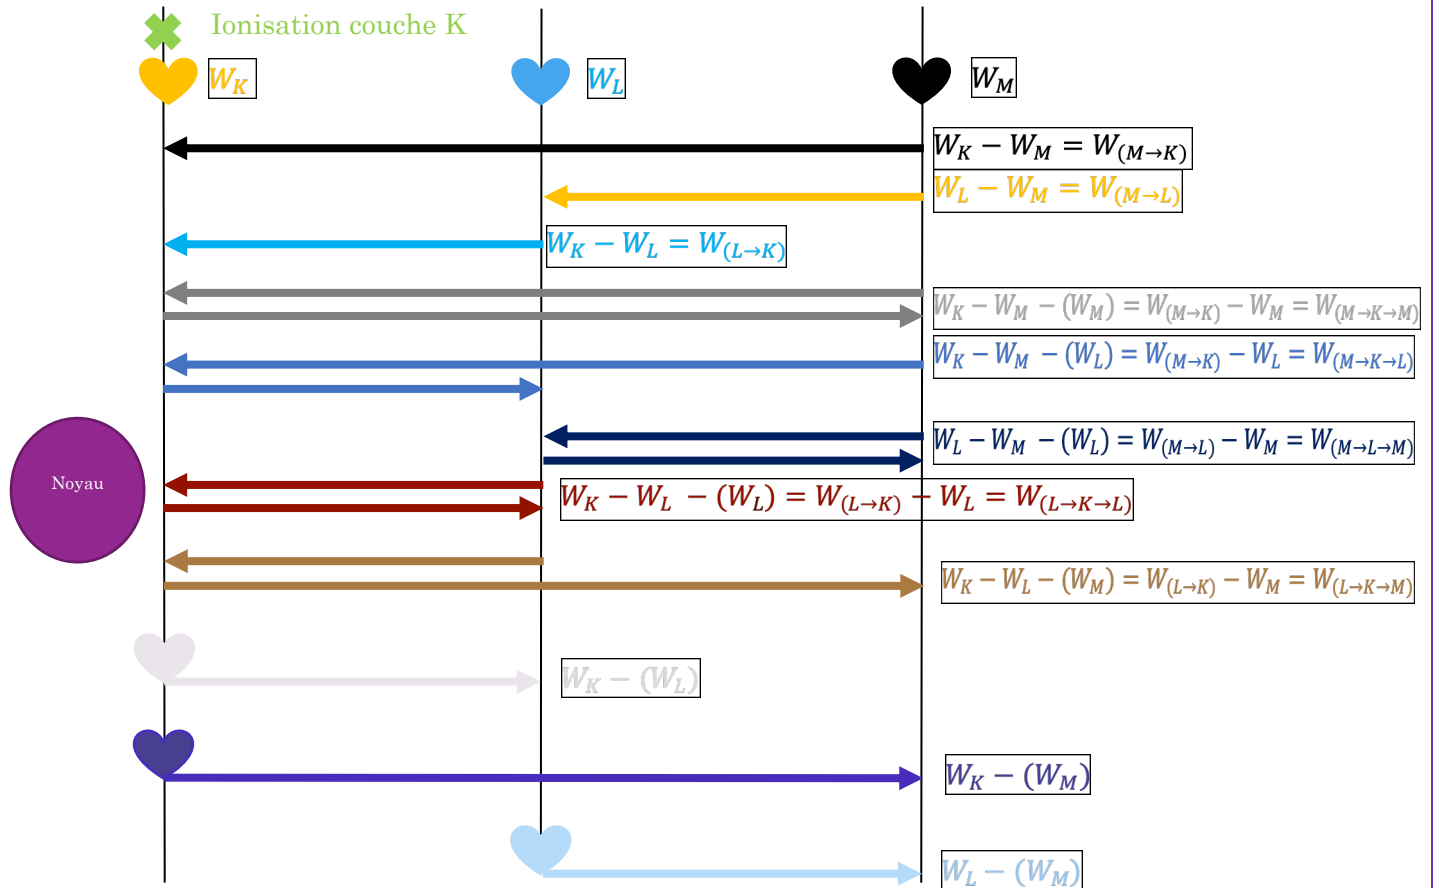 Ionisation couche K
W_K
W_L
W_M
W_K − W_M = W_(M→K)
W_L − W_M = W_(M→L)
W_K − W_L = W_(L→K)
W_K − W_M − (W_M) = W_(M→K) − W_M = W_(M→K→M)
W_K − W_M − (W_L) = W_(M→K) − W_L = W_(M→K→L)
W_L − W_M − (W_L) = W_(M→L) − W_M = W_(M→L→M)
Noyau
W_K − W_L − (W_L) = W_(L→K) − W_L = W_(L→K→L)
W_K − W_L − (W_M) = W_(L→K) − W_M = W_(L→K→M)
W_K − (W_L)
W_K − (W_M)
W_L − (W_M)